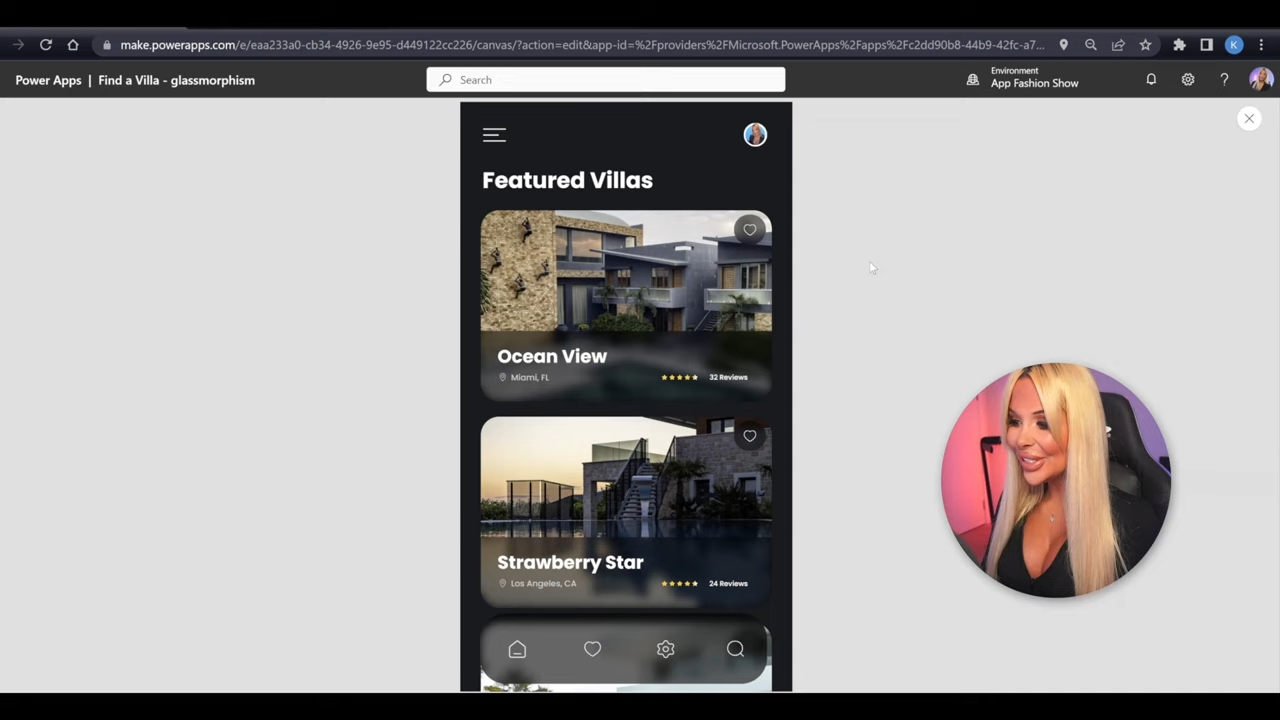 make.powerapps.com/e/eaa233a0-cb34-4926-9e95-d449122cc226/canvas/?action=edit&app-id=%2Fproviders%2FMicrosoft.PowerApps%2Fapps%2Fc2dd90b8-44b9-42fc-a7...
K
Power Apps | Find a Villa - glassmorphism
Search
Environment
App Fashion Show
Featured Villas
Ocean View
Miami, FL
32 Reviews
Strawberry Star
Los Angeles, CA
24 Reviews